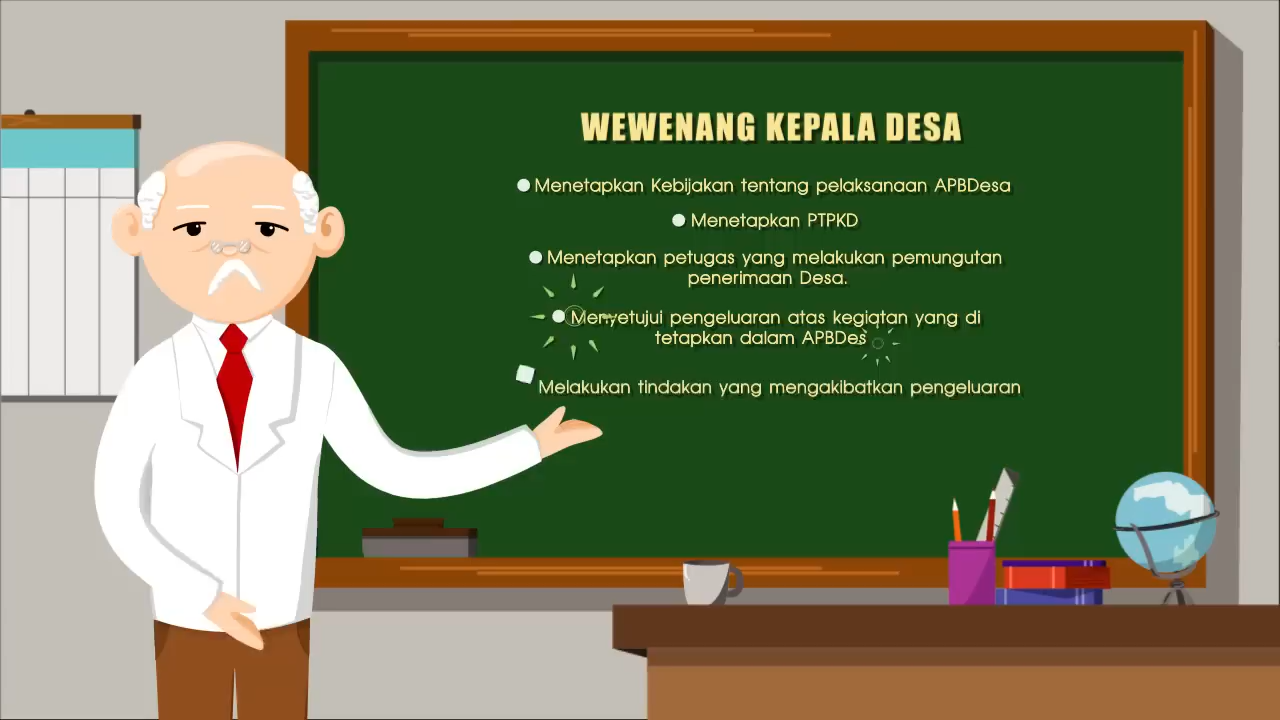 WEWENANG KEPALA DESA
Menetapkan Kebijakan tentang pelaksanaan APBDesa
Menetapkan PTPKD
Menetapkan petugas yang melakukan pemungutan
penerimaan Desa.
Menyetujui pengeluaran atas kegiatan yang di
tetapkan dalam APBDes
Melakukan tindakan yang mengakibatkan pengeluaran